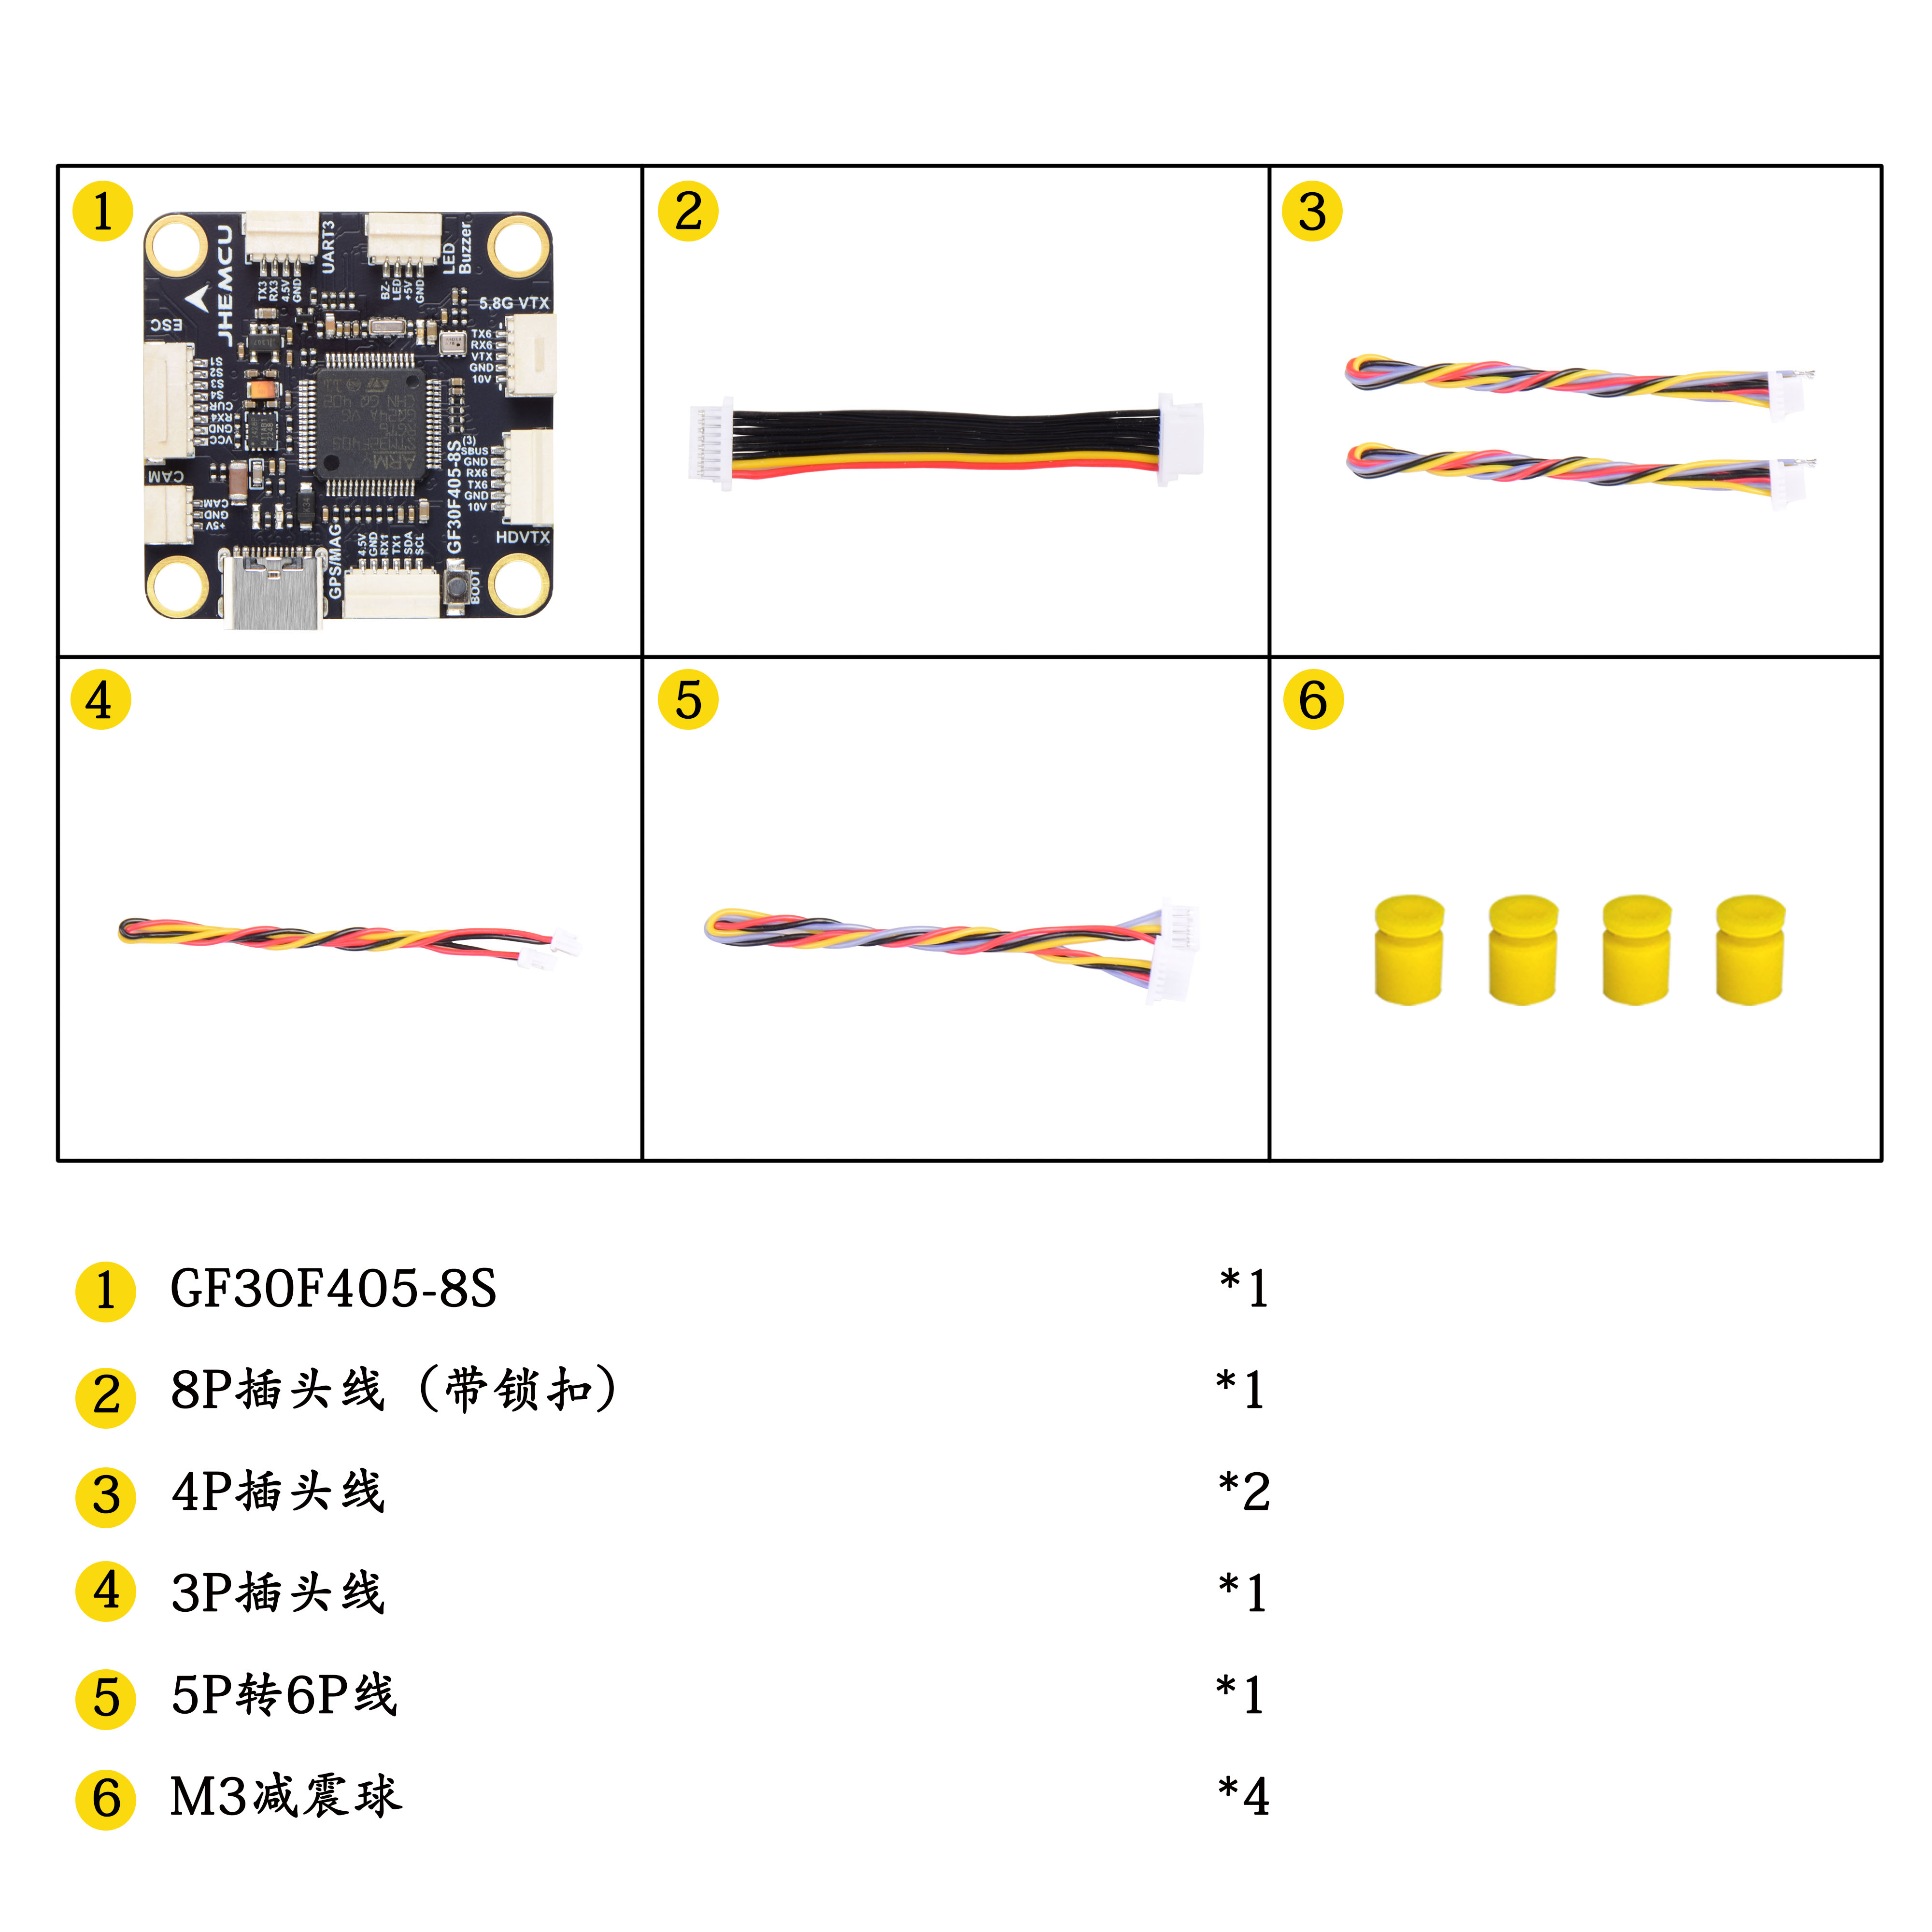 1
2
3
JHEMCU
UART3
TX3
RX3
4.5V
GND
LED
Buzzer
BZ-
LED
+5V
GND
5.8G VTX
TX6
RX6
VTX
GND
10V
ESC
S1
S2
S3
S4
CUR
RX4
GND
VCC
CAM
CAM
GND
+5V
ARM
GF30F405-8S
(3)
SBUS
GND
RX6
TX6
GND
10V
HDVTX
GPS/MAG
4.5V
GND
RX1
TX1
SDA
SCL
BOOT
4
5
6
1 GF30F405-8S *1
2 8P插头线（带锁扣） *1
3 4P插头线 *2
4 3P插头线 *1
5 5P转6P线 *1
6 M3减震球 *4